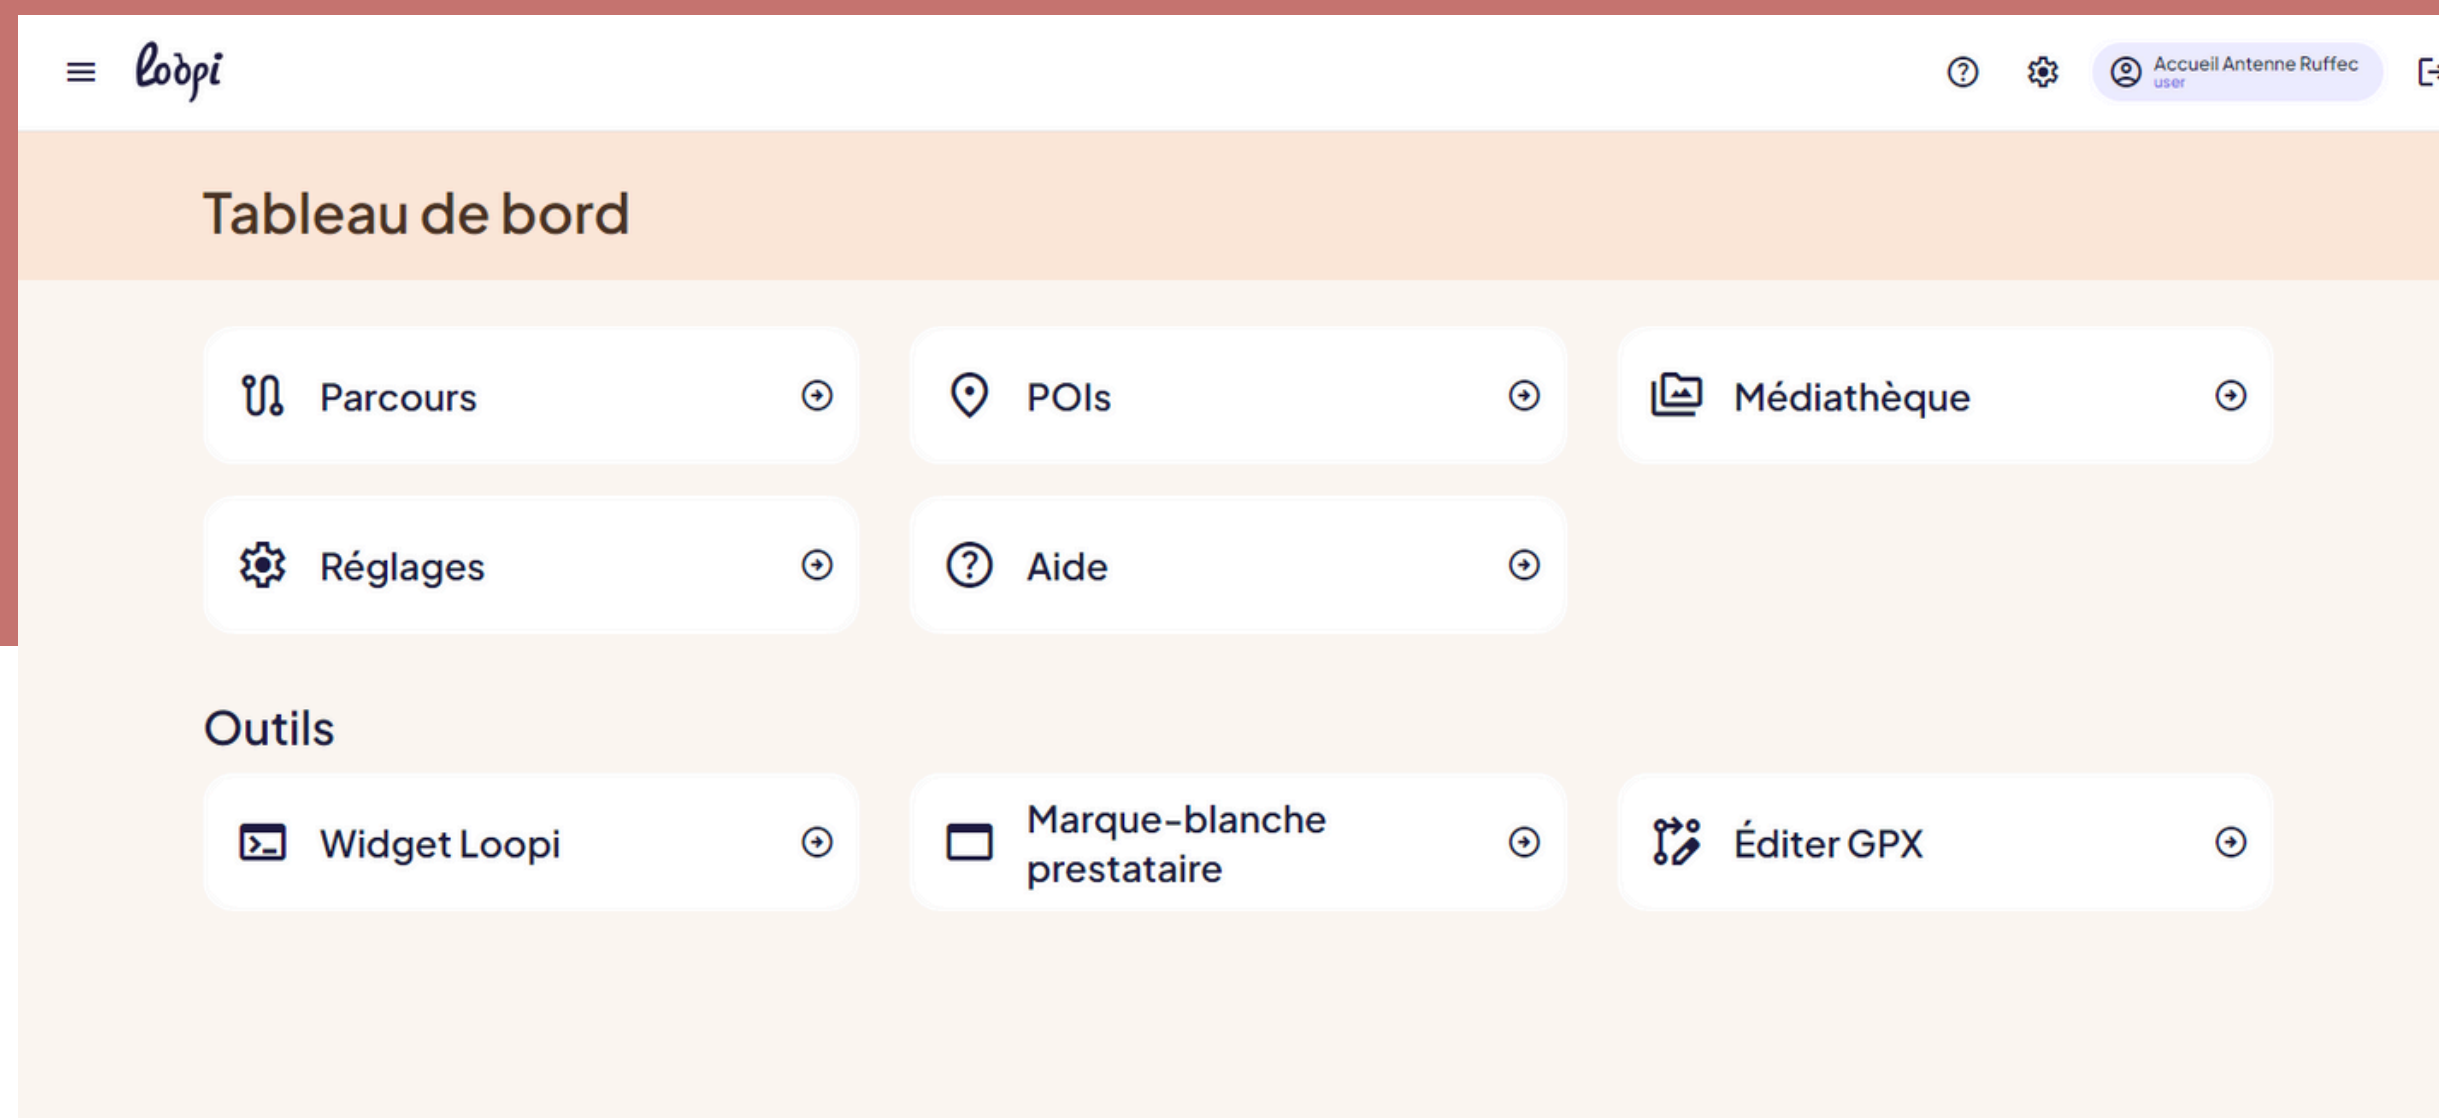 loopi
Accueil Antenne Ruffec
user
Tableau de bord
Parcours
POIs
Médiathèque
Réglages
Aide
Outils
Widget Loopi
Marque-blanche
prestataire
Éditer GPX